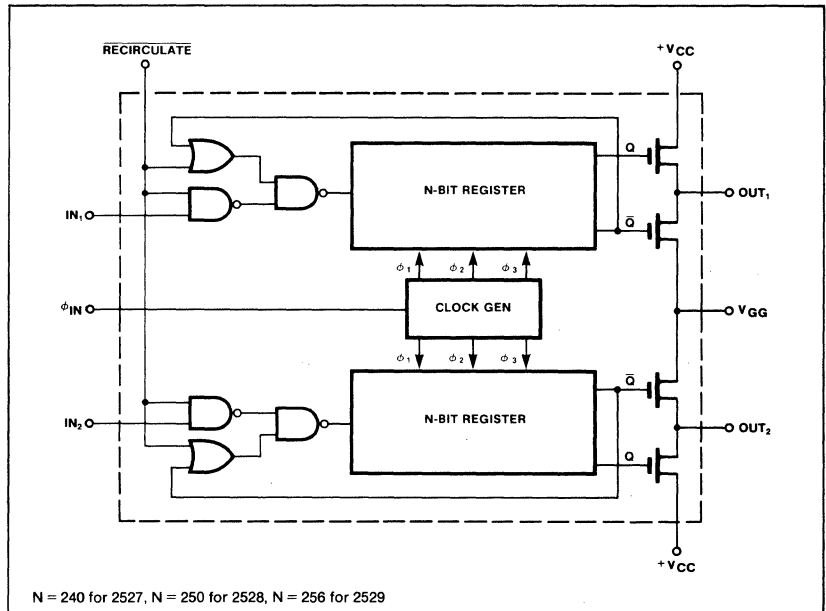 RECIRCULATE
+VCC
Q
N-BIT REGISTER
OUT1
IN1
Q̅
ϕ1 ϕ2 ϕ3
ϕIN
CLOCK GEN
VGG
ϕ1 ϕ2 ϕ3
Q̅
IN2
N-BIT REGISTER
OUT2
Q
+VCC
N = 240 for 2527, N = 250 for 2528, N = 256 for 2529